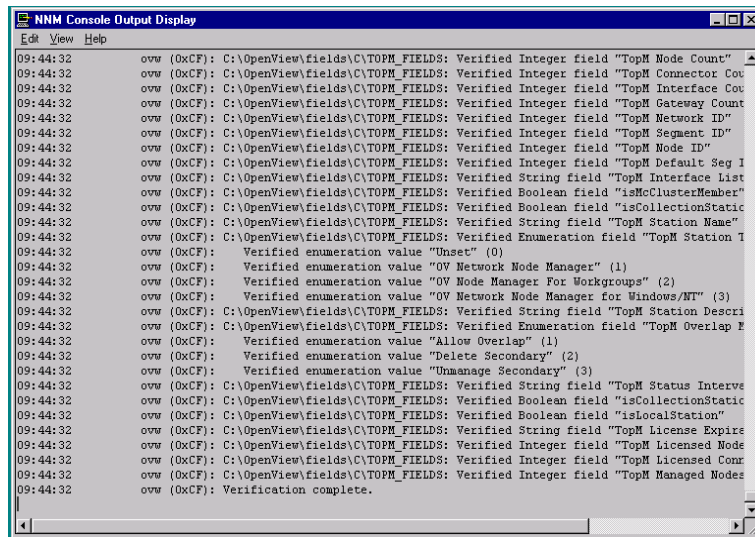 NNM Console Output Display
Edit View Help
09:44:32 ovw (0xCF): C:\OpenView\fields\C\TOPM_FIELDS: Verified Integer field "TopM Node Count"
09:44:32 ovw (0xCF): C:\OpenView\fields\C\TOPM_FIELDS: Verified Integer field "TopM Connector Cou
09:44:32 ovw (0xCF): C:\OpenView\fields\C\TOPM_FIELDS: Verified Integer field "TopM Interface Cou
09:44:32 ovw (0xCF): C:\OpenView\fields\C\TOPM_FIELDS: Verified Integer field "TopM Gateway Count
09:44:32 ovw (0xCF): C:\OpenView\fields\C\TOPM_FIELDS: Verified Integer field "TopM Network ID"
09:44:32 ovw (0xCF): C:\OpenView\fields\C\TOPM_FIELDS: Verified Integer field "TopM Segment ID"
09:44:32 ovw (0xCF): C:\OpenView\fields\C\TOPM_FIELDS: Verified Integer field "TopM Node ID"
09:44:32 ovw (0xCF): C:\OpenView\fields\C\TOPM_FIELDS: Verified Integer field "TopM Default Seg I
09:44:32 ovw (0xCF): C:\OpenView\fields\C\TOPM_FIELDS: Verified String field "TopM Interface List
09:44:32 ovw (0xCF): C:\OpenView\fields\C\TOPM_FIELDS: Verified Boolean field "isMcClusterMember"
09:44:32 ovw (0xCF): C:\OpenView\fields\C\TOPM_FIELDS: Verified Boolean field "isCollectionStatic
09:44:32 ovw (0xCF): C:\OpenView\fields\C\TOPM_FIELDS: Verified String field "TopM Station Name"
09:44:32 ovw (0xCF): C:\OpenView\fields\C\TOPM_FIELDS: Verified Enumeration field "TopM Station T
09:44:32 ovw (0xCF): Verified enumeration value "Unset" (0)
09:44:32 ovw (0xCF): Verified enumeration value "OV Network Node Manager" (1)
09:44:32 ovw (0xCF): Verified enumeration value "OV Node Manager For Workgroups" (2)
09:44:32 ovw (0xCF): Verified enumeration value "OV Network Node Manager for Windows/NT" (3)
09:44:32 ovw (0xCF): C:\OpenView\fields\C\TOPM_FIELDS: Verified String field "TopM Station Descri
09:44:32 ovw (0xCF): C:\OpenView\fields\C\TOPM_FIELDS: Verified Enumeration field "TopM Overlap M
09:44:32 ovw (0xCF): Verified enumeration value "Allow Overlap" (1)
09:44:32 ovw (0xCF): Verified enumeration value "Delete Secondary" (2)
09:44:32 ovw (0xCF): Verified enumeration value "Unmanage Secondary" (3)
09:44:32 ovw (0xCF): C:\OpenView\fields\C\TOPM_FIELDS: Verified String field "TopM Status Interva
09:44:32 ovw (0xCF): C:\OpenView\fields\C\TOPM_FIELDS: Verified Boolean field "isCollectionStatic
09:44:32 ovw (0xCF): C:\OpenView\fields\C\TOPM_FIELDS: Verified Boolean field "isLocalStation"
09:44:32 ovw (0xCF): C:\OpenView\fields\C\TOPM_FIELDS: Verified String field "TopM License Expire
09:44:32 ovw (0xCF): C:\OpenView\fields\C\TOPM_FIELDS: Verified Integer field "TopM Licensed Node
09:44:32 ovw (0xCF): C:\OpenView\fields\C\TOPM_FIELDS: Verified Integer field "TopM Licensed Conn
09:44:32 ovw (0xCF): C:\OpenView\fields\C\TOPM_FIELDS: Verified Integer field "TopM Managed Nodes
09:44:32 ovw (0xCF): Verification complete.